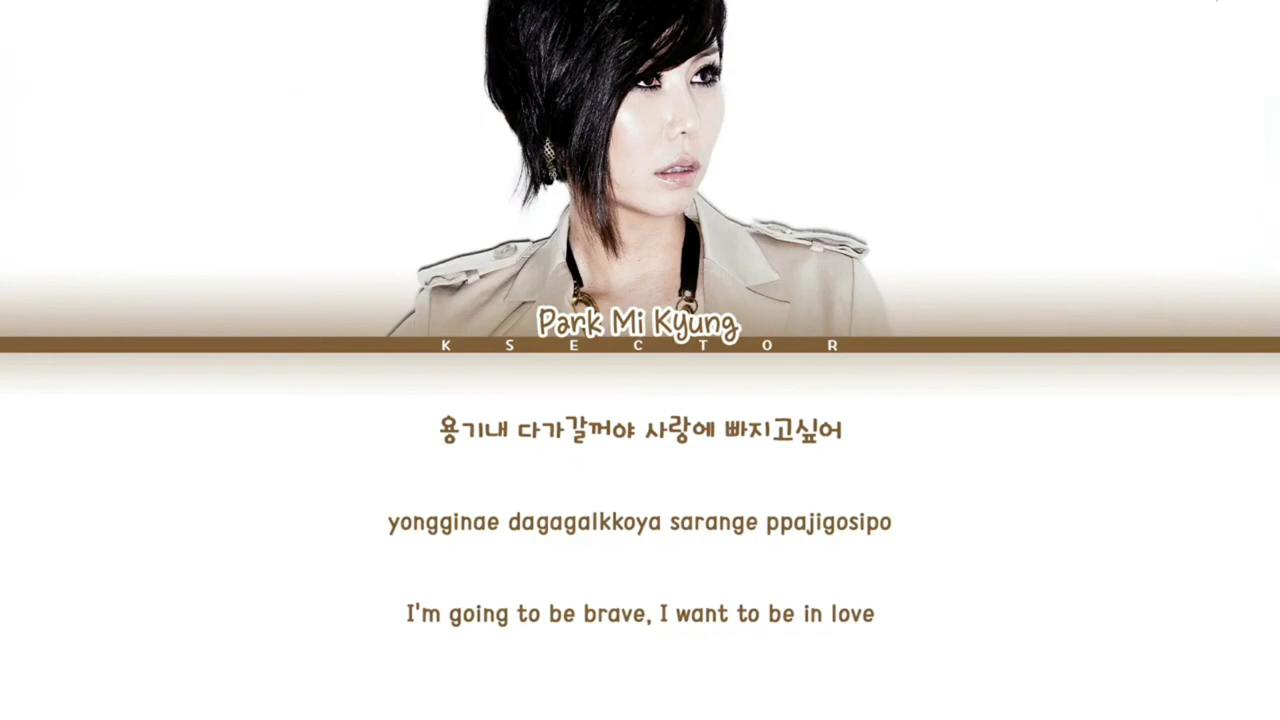 Park Mi Kyung
K S E C T O R
용기내 다가갈꺼야 사랑에 빠지고싶어
yongginae dagagalkkoya sarange ppajigosipo
I'm going to be brave, I want to be in love